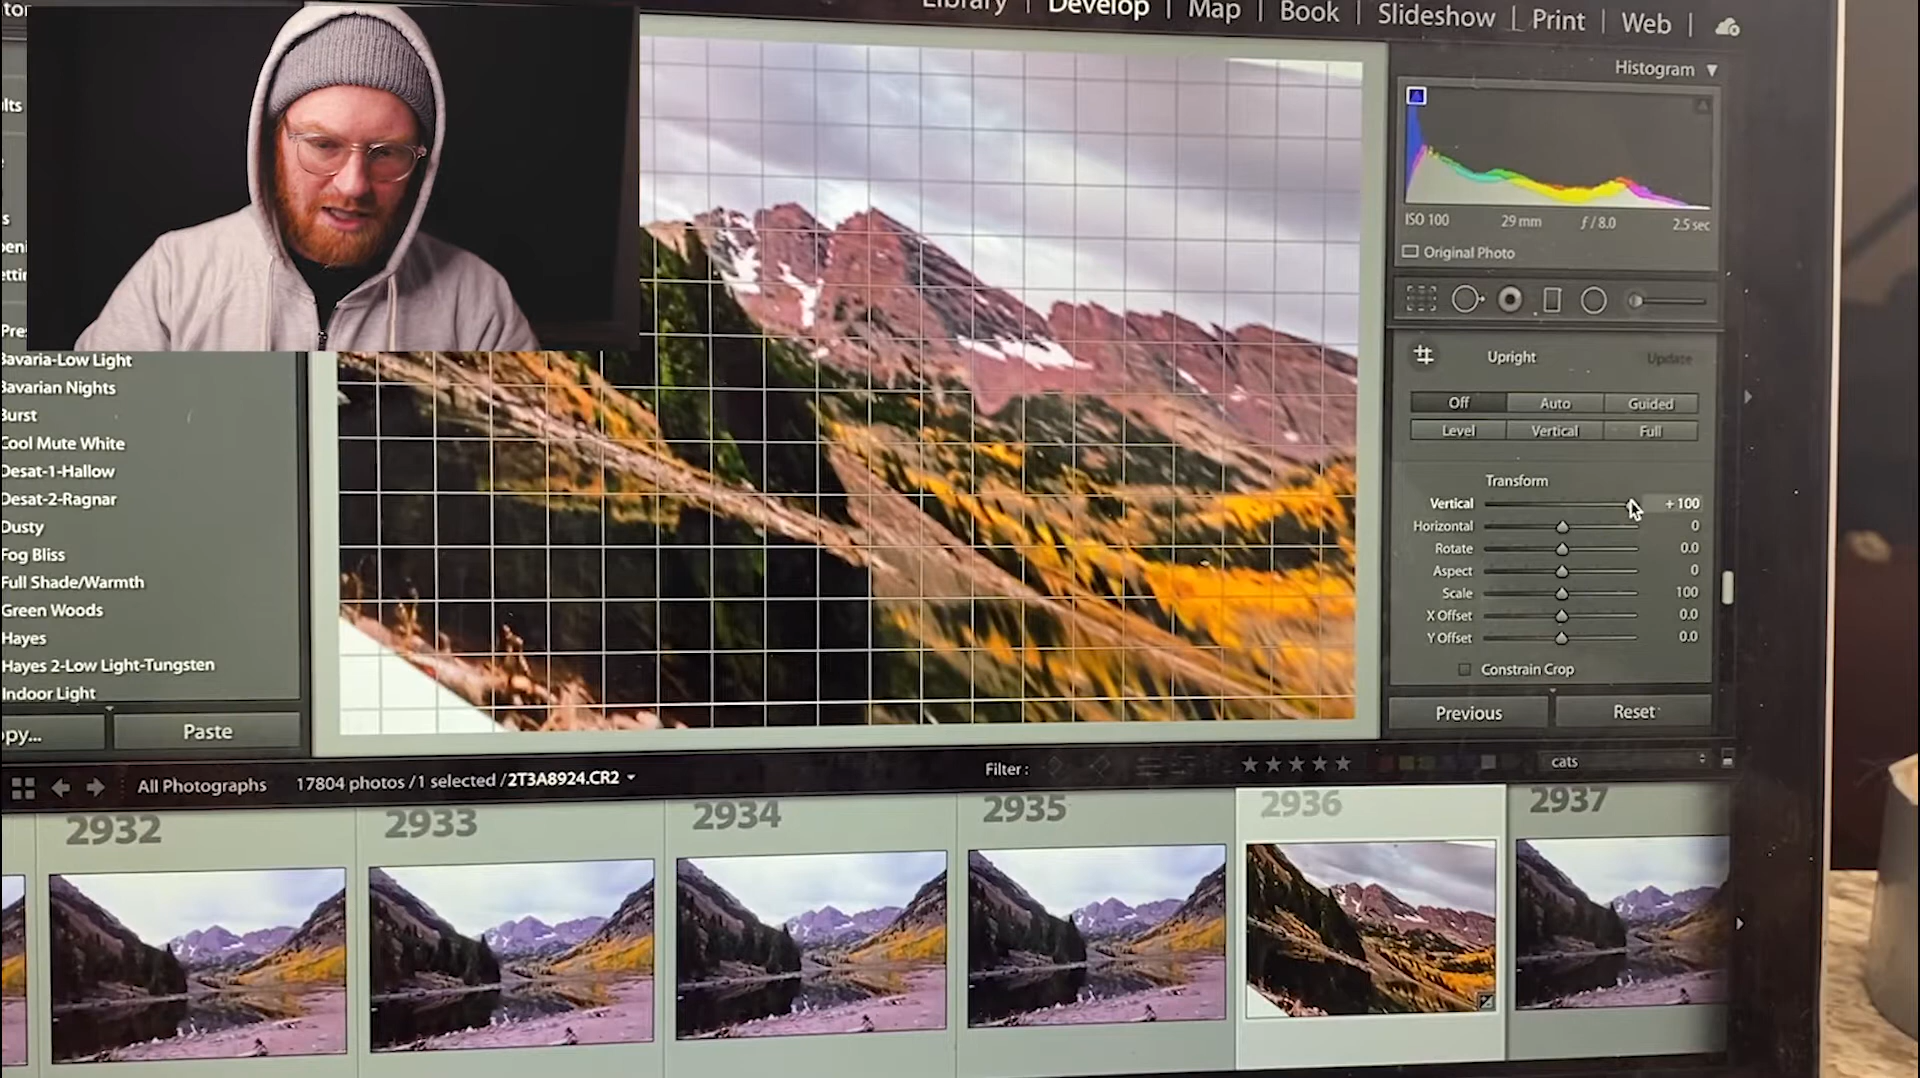 Library | Develop | Map | Book | Slideshow | Print | Web |
Histogram
ISO 100 29 mm ƒ / 8.0 2.5 sec
Original Photo
Upright Update
Off Auto Guided
Level Vertical Full
Transform
Vertical +100
Horizontal 0
Rotate 0.0
Aspect 0
Scale 100
X Offset 0.0
Y Offset 0.0
Constrain Crop
Previous Reset
Bavaria-Low Light
Bavarian Nights
Burst
Cool Mute White
Desat-1-Hallow
Desat-2-Ragnar
Dusty
Fog Bliss
Full Shade/Warmth
Green Woods
Hayes
Hayes 2-Low Light-Tungsten
Indoor Light
Paste
All Photographs 17804 photos / 1 selected / 2T3A8924.CR2
Filter : cats
2932 2933 2934 2935 2936 2937